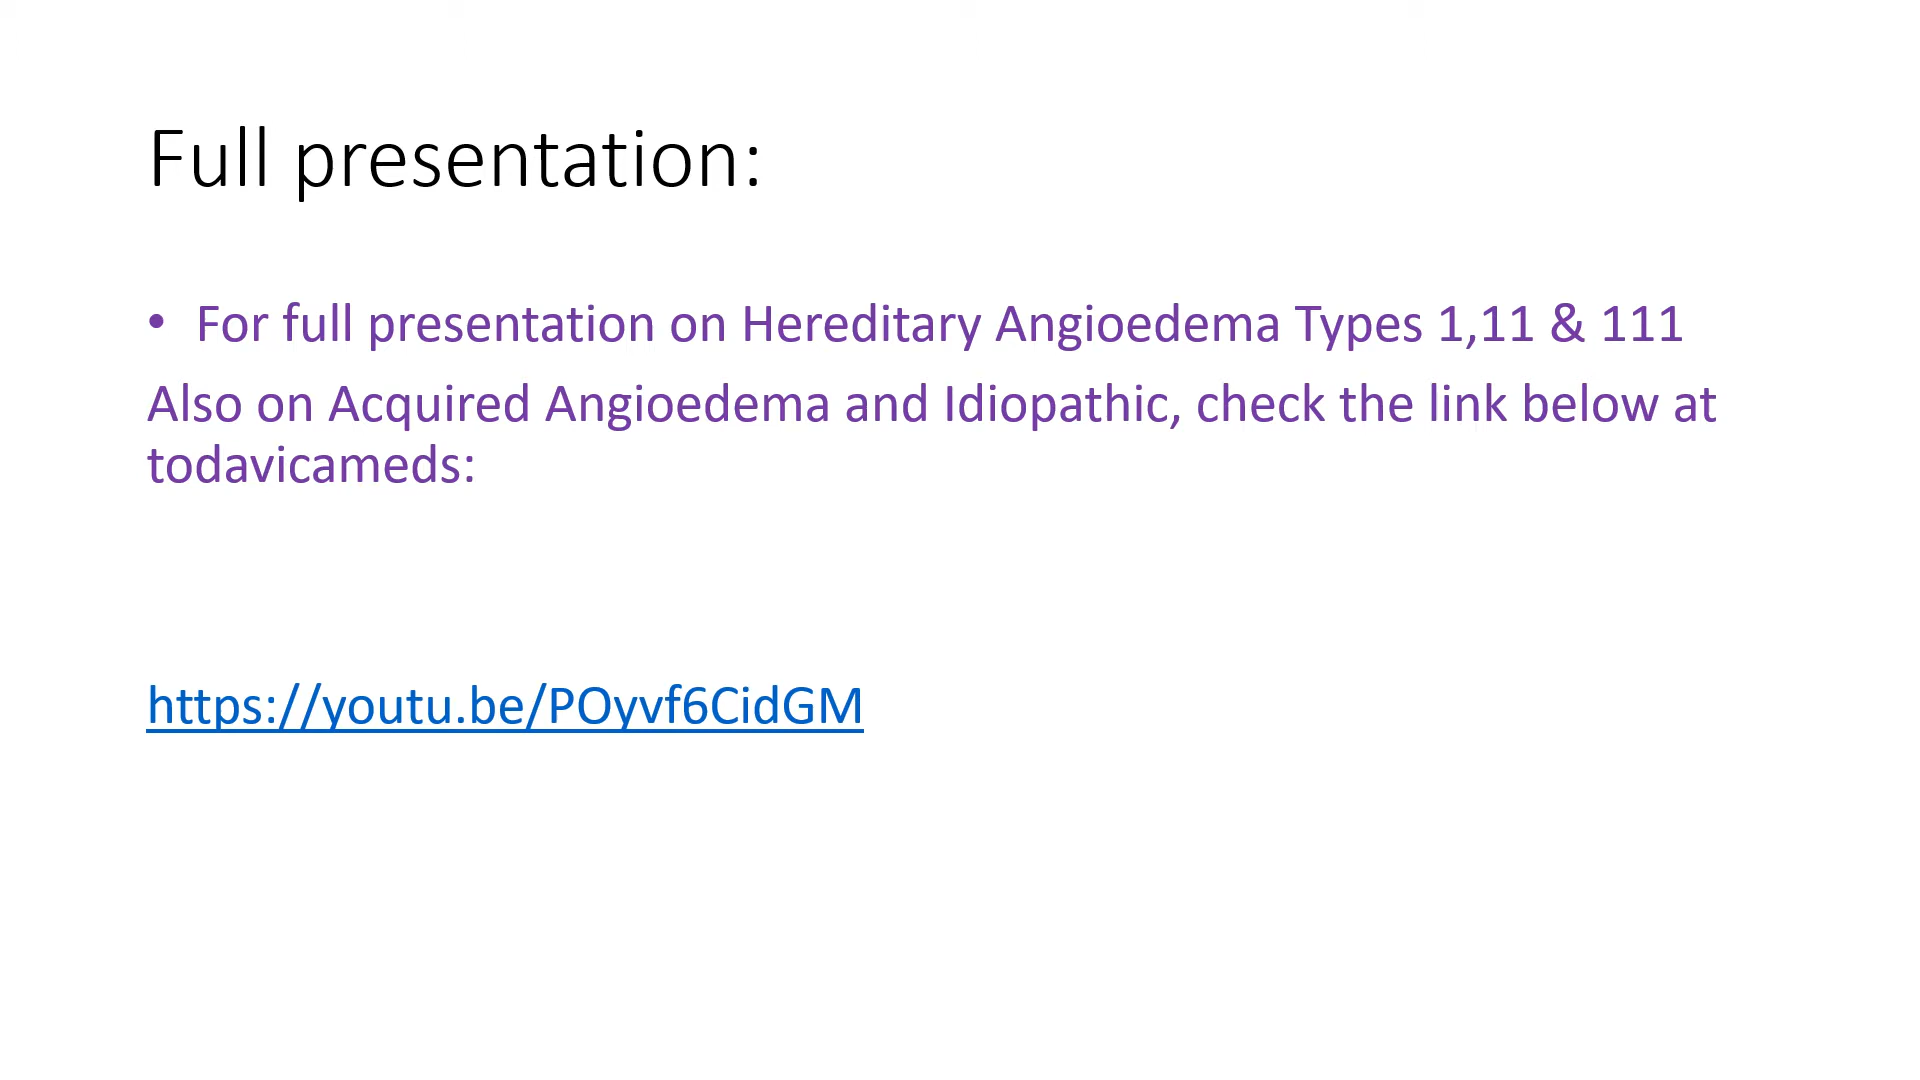 Full presentation:
• For full presentation on Hereditary Angioedema Types 1,11 & 111
Also on Acquired Angioedema and Idiopathic, check the link below at
todavicameds:
https://youtu.be/POyvf6CidGM